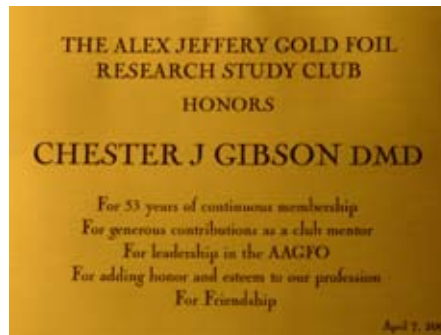 THE ALEX JEFFERY GOLD FOIL
RESEARCH STUDY CLUB
HONORS
CHESTER J GIBSON DMD
For 53 years of continuous membership
For generous contributions as a club mentor
For leadership in the AAGFO
For adding honor and esteem to our profession
For Friendship
April 7,